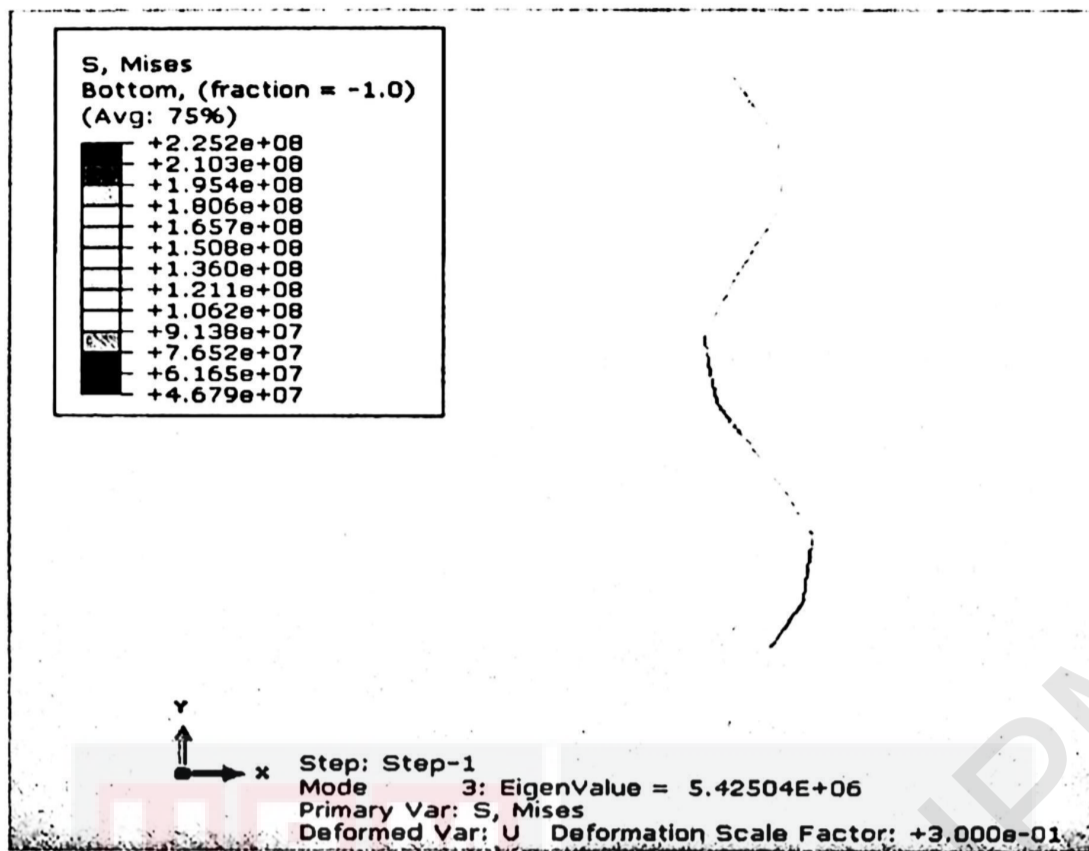 S, Mises
Bottom, (fraction = -1.0)
(Avg: 75%)
+2.252e+08
+2.103e+08
+1.954e+08
+1.806e+08
+1.657e+08
+1.508e+08
+1.360e+08
+1.211e+08
+1.062e+08
+9.138e+07
+7.652e+07
+6.165e+07
+4.679e+07
Y
X
Step: Step-1
Mode 3: EigenValue = 5.42504E+06
Primary Var: S, Mises
Deformed Var: U Deformation Scale Factor: +3.000e-01
UPM